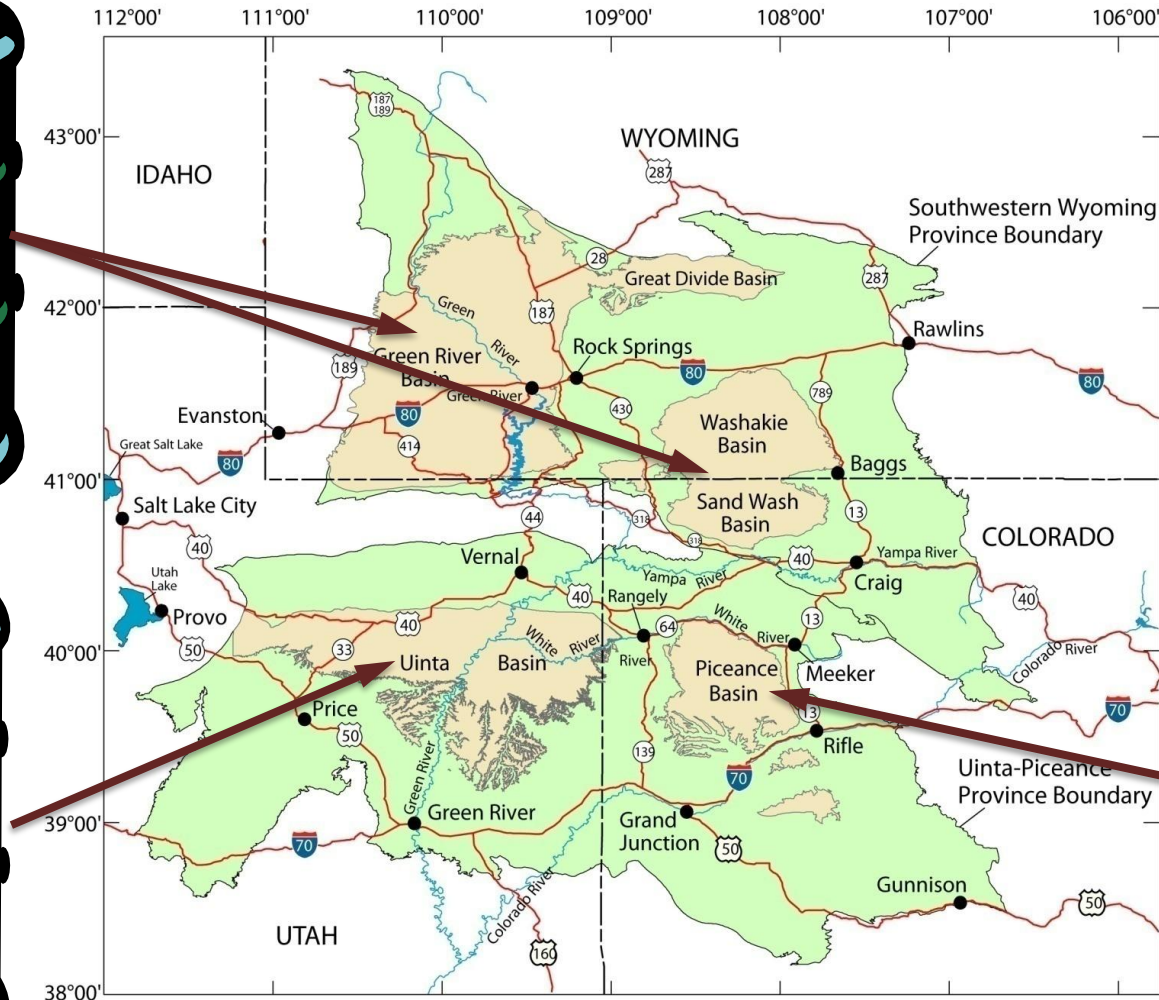 112°00' 111°00' 110°00' 109°00' 108°00' 107°00' 106°00'
187
189
43°00'
WYOMING
IDAHO
287
Southwestern Wyoming
Province Boundary
28
Great Divide Basin
287
42°00'
Green
River
187
Rawlins
Rock Springs
189
Green River
Basin
80
80
Green River
789
80
430
Evanston
Washakie
Basin
414
Great Salt Lake
80
Baggs
41°00'
Sand Wash
Basin
Salt Lake City
44
318
13
318
COLORADO
40
Vernal
40
Yampa River
Utah
Lake
Yampa River
Craig
40
Rangely
40
Provo
40
64
White
River
13
50
33
White River
40°00'
Uinta Basin
River
Piceance
Basin
Meeker
Colorado River
Price
13
70
50
139
Rifle
Green River
70
Uinta-Piceance
Province Boundary
Green River
39°00'
Grand
Junction
70
50
Colorado River
Gunnison
50
UTAH
160
38°00'